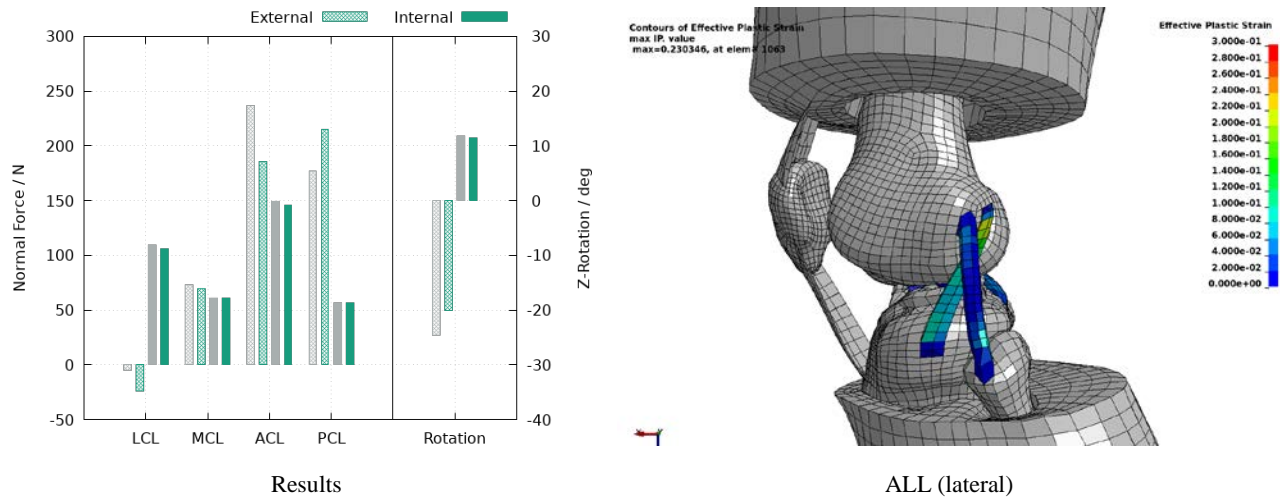 External Internal
300
250
200
150
100
50
0
-50
Normal Force / N
30
20
10
0
-10
-20
-30
-40
Z-Rotation / deg
LCL MCL ACL PCL Rotation
Results
Contours of Effective Plastic Strain
max IP. value
max=0.230346, at elem# 1063
Effective Plastic Strain
3.000e-01
2.800e-01
2.600e-01
2.400e-01
2.200e-01
2.000e-01
1.800e-01
1.600e-01
1.400e-01
1.200e-01
1.000e-01
8.000e-02
6.000e-02
4.000e-02
2.000e-02
0.000e+00
ALL (lateral)